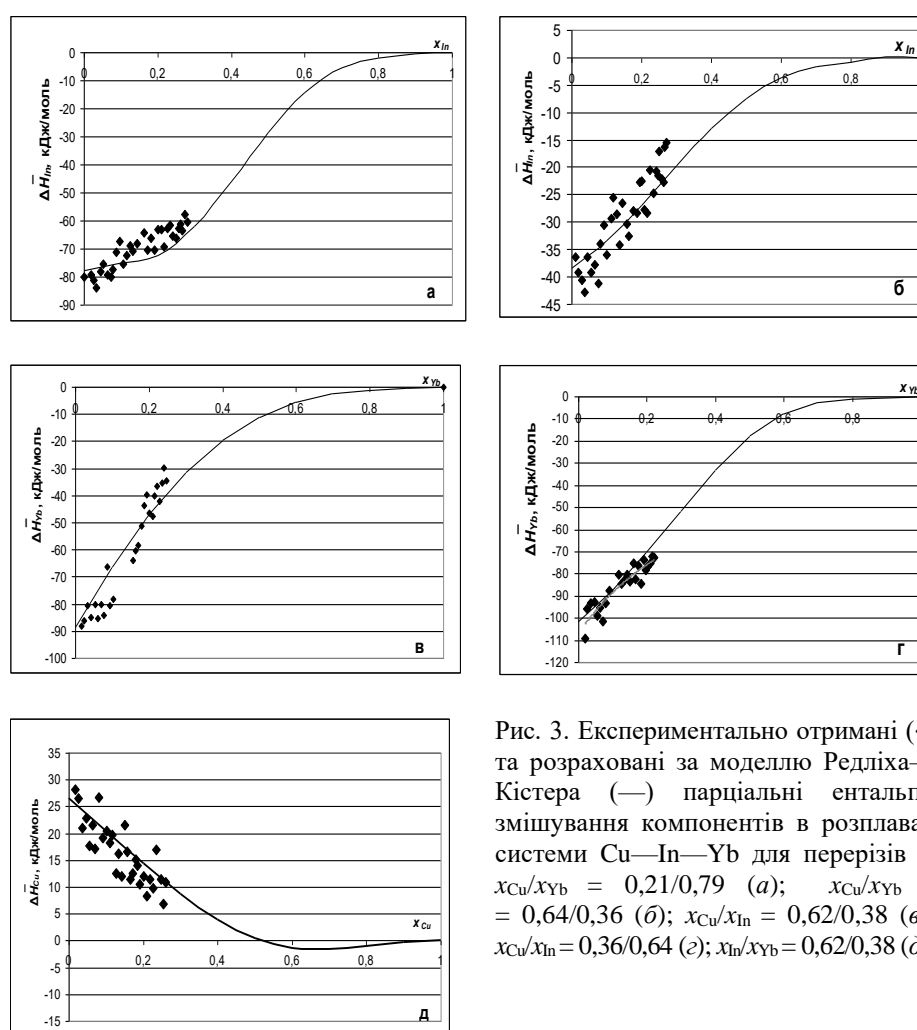 x In
0
-10
-20
-30
-40
-50
-60
-70
-80
-90
0 0,2 0,4 0,6 0,8 1
ΔH̅In, кДж/моль
а
x In
5
0
-5
-10
-15
-20
-25
-30
-35
-40
-45
0 0,2 0,4 0,6 0,8
ΔH̅In, кДж/моль
б
x Yb
0
-10
-20
-30
-40
-50
-60
-70
-80
-90
-100
0 0,2 0,4 0,6 0,8 1
ΔH̅Yb, кДж/моль
в
x Yb
0
-10
-20
-30
-40
-50
-60
-70
-80
-90
-100
-110
-120
0 0,2 0,4 0,6 0,8
ΔH̅Yb, кДж/моль
г
35
30
25
20
15
10
5
0
-5
-10
-15
0 0,2 0,4 0,6 0,8 1
ΔH̅Cu, кДж/моль
x Cu
д
Рис. 3. Експериментально отримані (
та розраховані за моделлю Редліха—
Кістера (—) парціальні ентальп
змішування компонентів в розплава
системи Cu—In—Yb для перерізів
xCu/xYb = 0,21/0,79 (а); xCu/xYb
= 0,64/0,36 (б); xCu/xIn = 0,62/0,38 (в
xCu/xIn = 0,36/0,64 (г); xIn/xYb = 0,62/0,38 (д